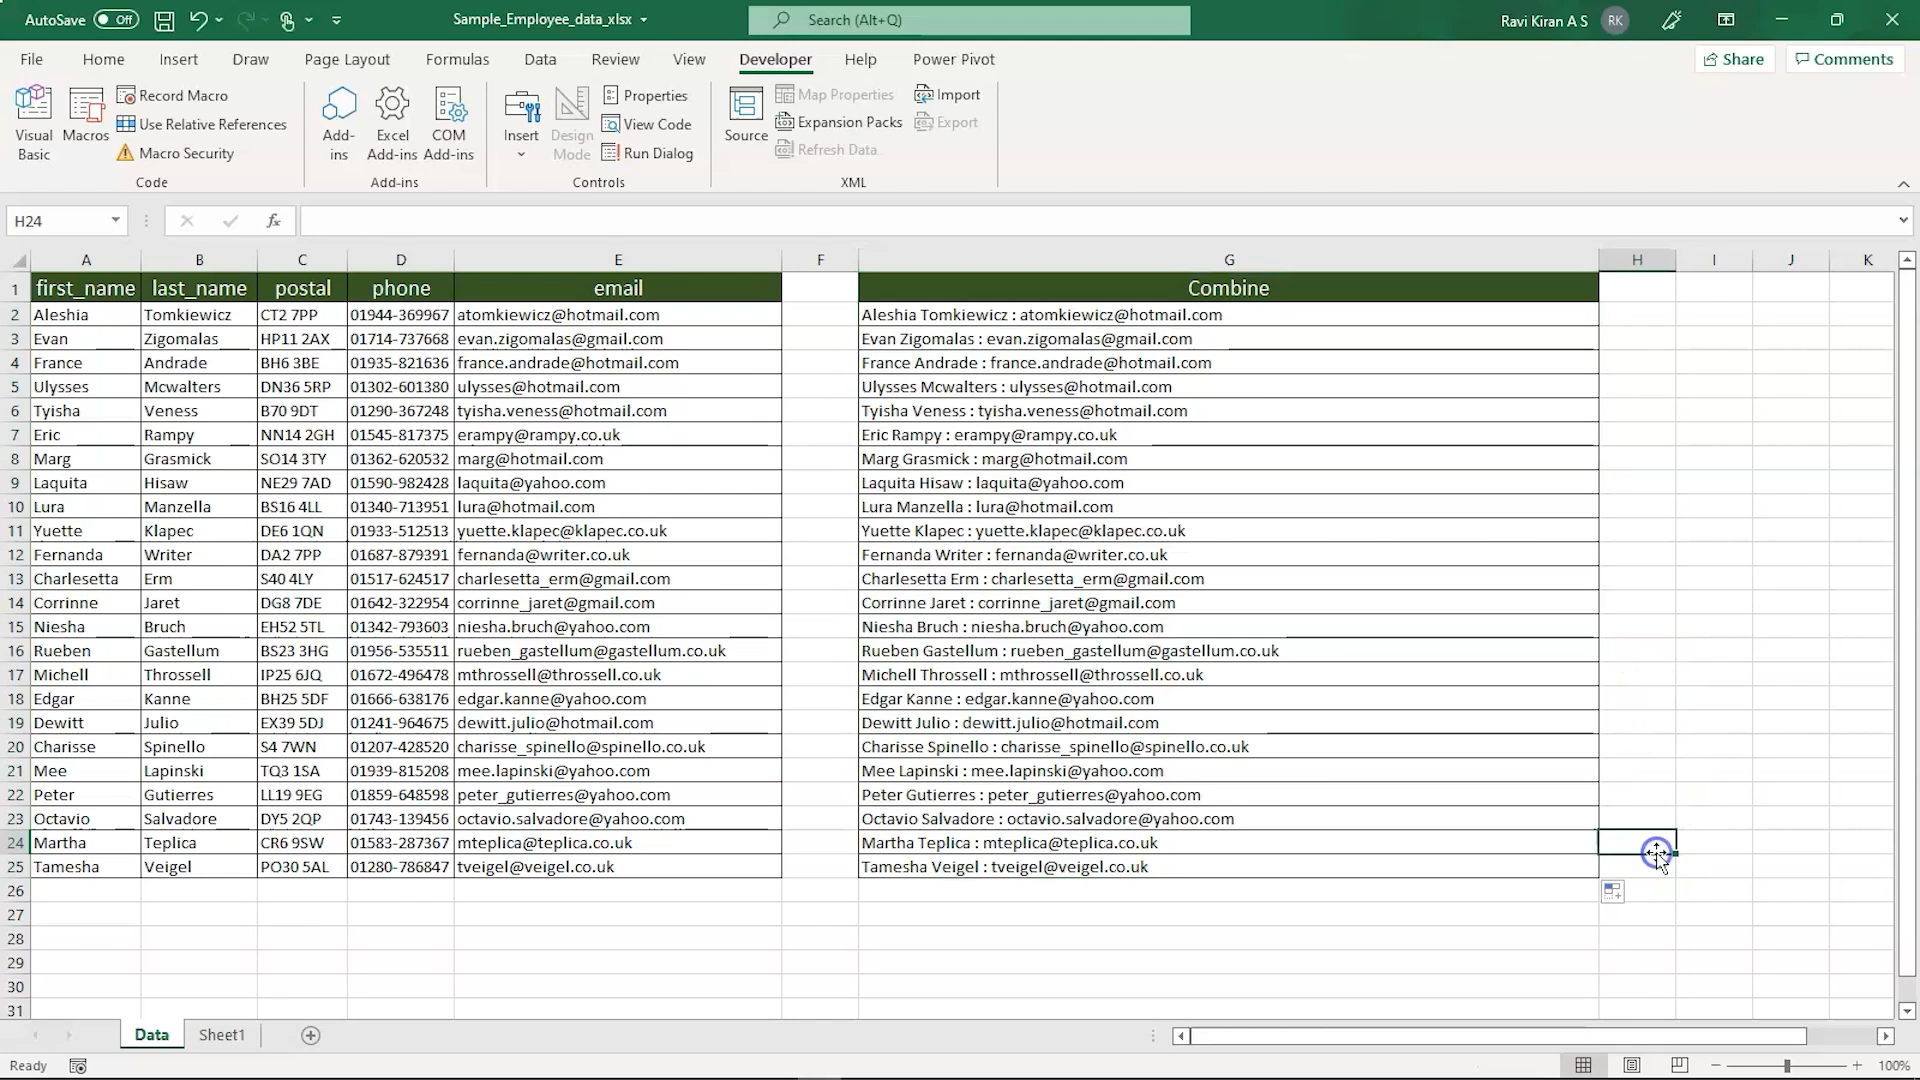 AutoSave Off Sample_Employee_data_xlsx Search (Alt+Q) Ravi Kiran A S RK
File Home Insert Draw Page Layout Formulas Data Review View Developer Help Power Pivot Share Comments
Visual Basic
Macros
Record Macro
Use Relative References
Macro Security
Code
Add-ins
Excel Add-ins
COM Add-ins
Add-ins
Insert
Design Mode
Properties
View Code
Run Dialog
Controls
Source
Map Properties
Expansion Packs
Refresh Data
Import
Export
XML
H24 fx
A B C D E F G H I J K
1 first_name last_name postal phone email Combine
2 Aleshia Tomkiewicz CT2 7PP 01944-369967 atomkiewicz@hotmail.com Aleshia Tomkiewicz : atomkiewicz@hotmail.com
3 Evan Zigomalas HP11 2AX 01714-737668 evan.zigomalas@gmail.com Evan Zigomalas : evan.zigomalas@gmail.com
4 France Andrade BH6 3BE 01935-821636 france.andrade@hotmail.com France Andrade : france.andrade@hotmail.com
5 Ulysses Mcwalters DN36 5RP 01302-601380 ulysses@hotmail.com Ulysses Mcwalters : ulysses@hotmail.com
6 Tyisha Veness B70 9DT 01290-367248 tyisha.veness@hotmail.com Tyisha Veness : tyisha.veness@hotmail.com
7 Eric Rampy NN14 2GH 01545-817375 erampy@rampy.co.uk Eric Rampy : erampy@rampy.co.uk
8 Marg Grasmick SO14 3TY 01362-620532 marg@hotmail.com Marg Grasmick : marg@hotmail.com
9 Laquita Hisaw NE29 7AD 01590-982428 laquita@yahoo.com Laquita Hisaw : laquita@yahoo.com
10 Lura Manzella BS16 4LL 01340-713951 lura@hotmail.com Lura Manzella : lura@hotmail.com
11 Yuette Klapec DE6 1QN 01933-512513 yuette.klapec@klapec.co.uk Yuette Klapec : yuette.klapec@klapec.co.uk
12 Fernanda Writer DA2 7PP 01687-879391 fernanda@writer.co.uk Fernanda Writer : fernanda@writer.co.uk
13 Charlesetta Erm S40 4LY 01517-624517 charlesetta_erm@gmail.com Charlesetta Erm : charlesetta_erm@gmail.com
14 Corrinne Jaret DG8 7DE 01642-322954 corrinne_jaret@gmail.com Corrinne Jaret : corrinne_jaret@gmail.com
15 Niesha Bruch EH52 5TL 01342-793603 niesha.bruch@yahoo.com Niesha Bruch : niesha.bruch@yahoo.com
16 Rueben Gastellum BS23 3HG 01956-535511 rueben_gastellum@gastellum.co.uk Rueben Gastellum : rueben_gastellum@gastellum.co.uk
17 Michell Throssell IP25 6JQ 01672-496478 mthrossell@throssell.co.uk Michell Throssell : mthrossell@throssell.co.uk
18 Edgar Kanne BH25 5DF 01666-638176 edgar.kanne@yahoo.com Edgar Kanne : edgar.kanne@yahoo.com
19 Dewitt Julio EX39 5DJ 01241-964675 dewitt.julio@hotmail.com Dewitt Julio : dewitt.julio@hotmail.com
20 Charisse Spinello S4 7WN 01207-428520 charisse_spinello@spinello.co.uk Charisse Spinello : charisse_spinello@spinello.co.uk
21 Mee Lapinski TQ3 1SA 01939-815208 mee.lapinski@yahoo.com Mee Lapinski : mee.lapinski@yahoo.com
22 Peter Gutierres LL19 9EG 01859-648598 peter_gutierres@yahoo.com Peter Gutierres : peter_gutierres@yahoo.com
23 Octavio Salvadore DY5 2QP 01743-139456 octavio.salvadore@yahoo.com Octavio Salvadore : octavio.salvadore@yahoo.com
24 Martha Teplica CR6 9SW 01583-287367 mteplica@teplica.co.uk Martha Teplica : mteplica@teplica.co.uk
25 Tamesha Veigel PO30 5AL 01280-786847 tveigel@veigel.co.uk Tamesha Veigel : tveigel@veigel.co.uk
26
27
28
29
30
31
Data Sheet1
Ready 100%